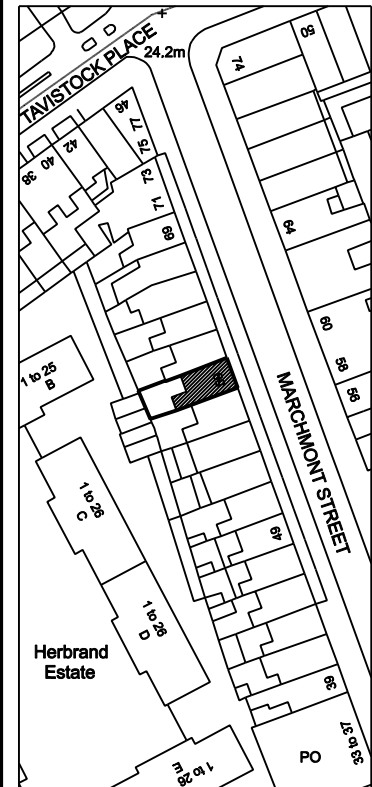 TAVISTOCK PLACE
24.2m
50
74
46
77
75
42
40
38
73
71
69
64
60
58
56
1 to 25
B
MARCHMONT STREET
1 to 26
C
49
1 to 26
D
Herbrand
Estate
39
33 to 37
PO
1 to 26
E